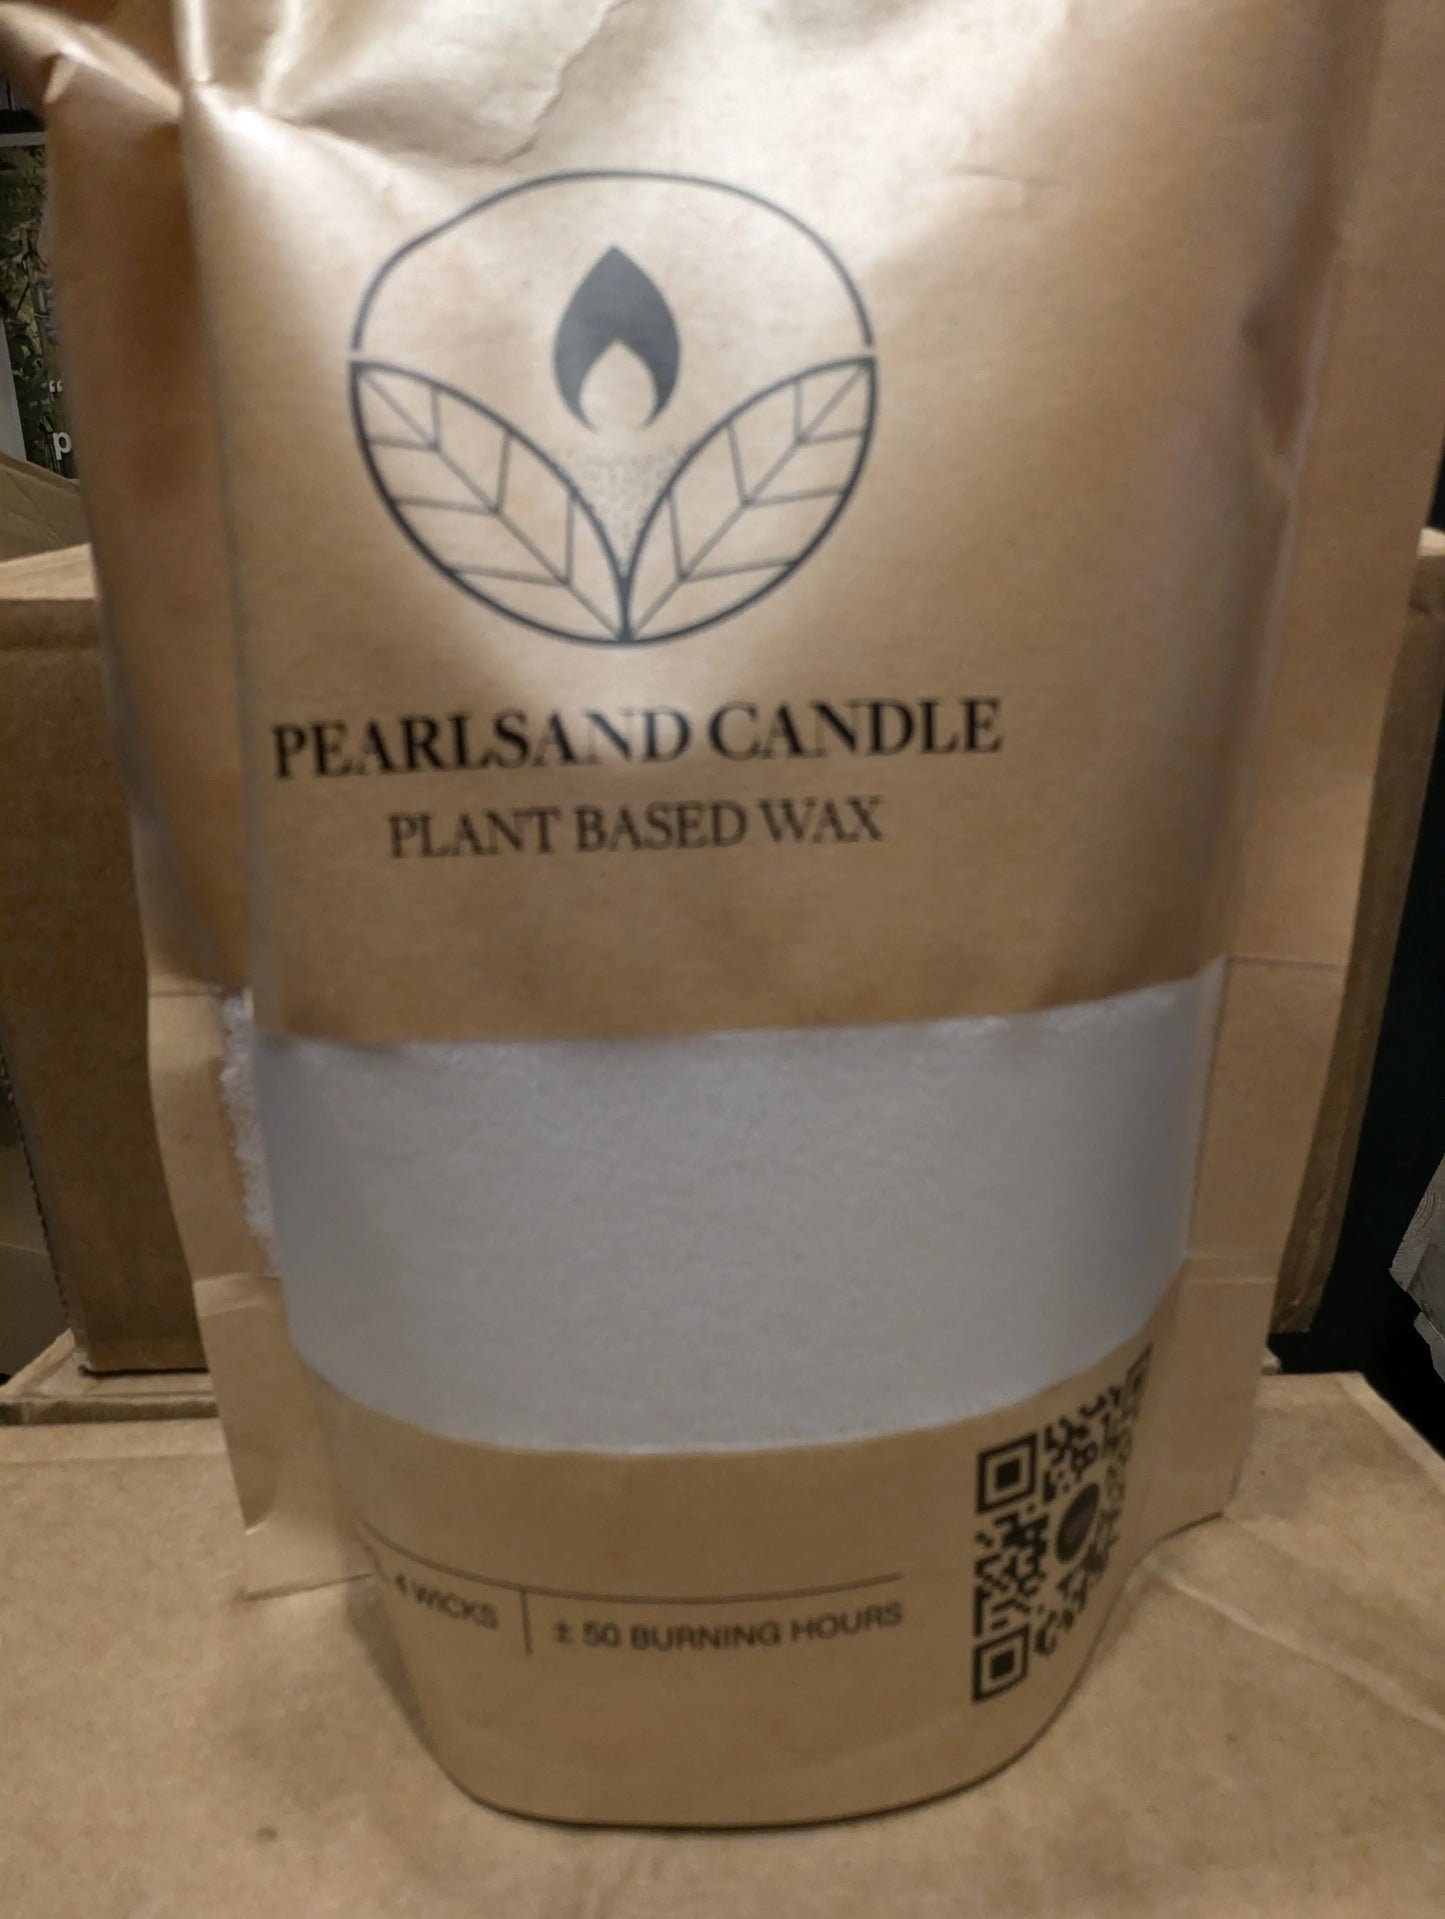 PEARLSAND CANDLE
PLANT BASED WAX
4 WICKS
± 50 BURNING HOURS